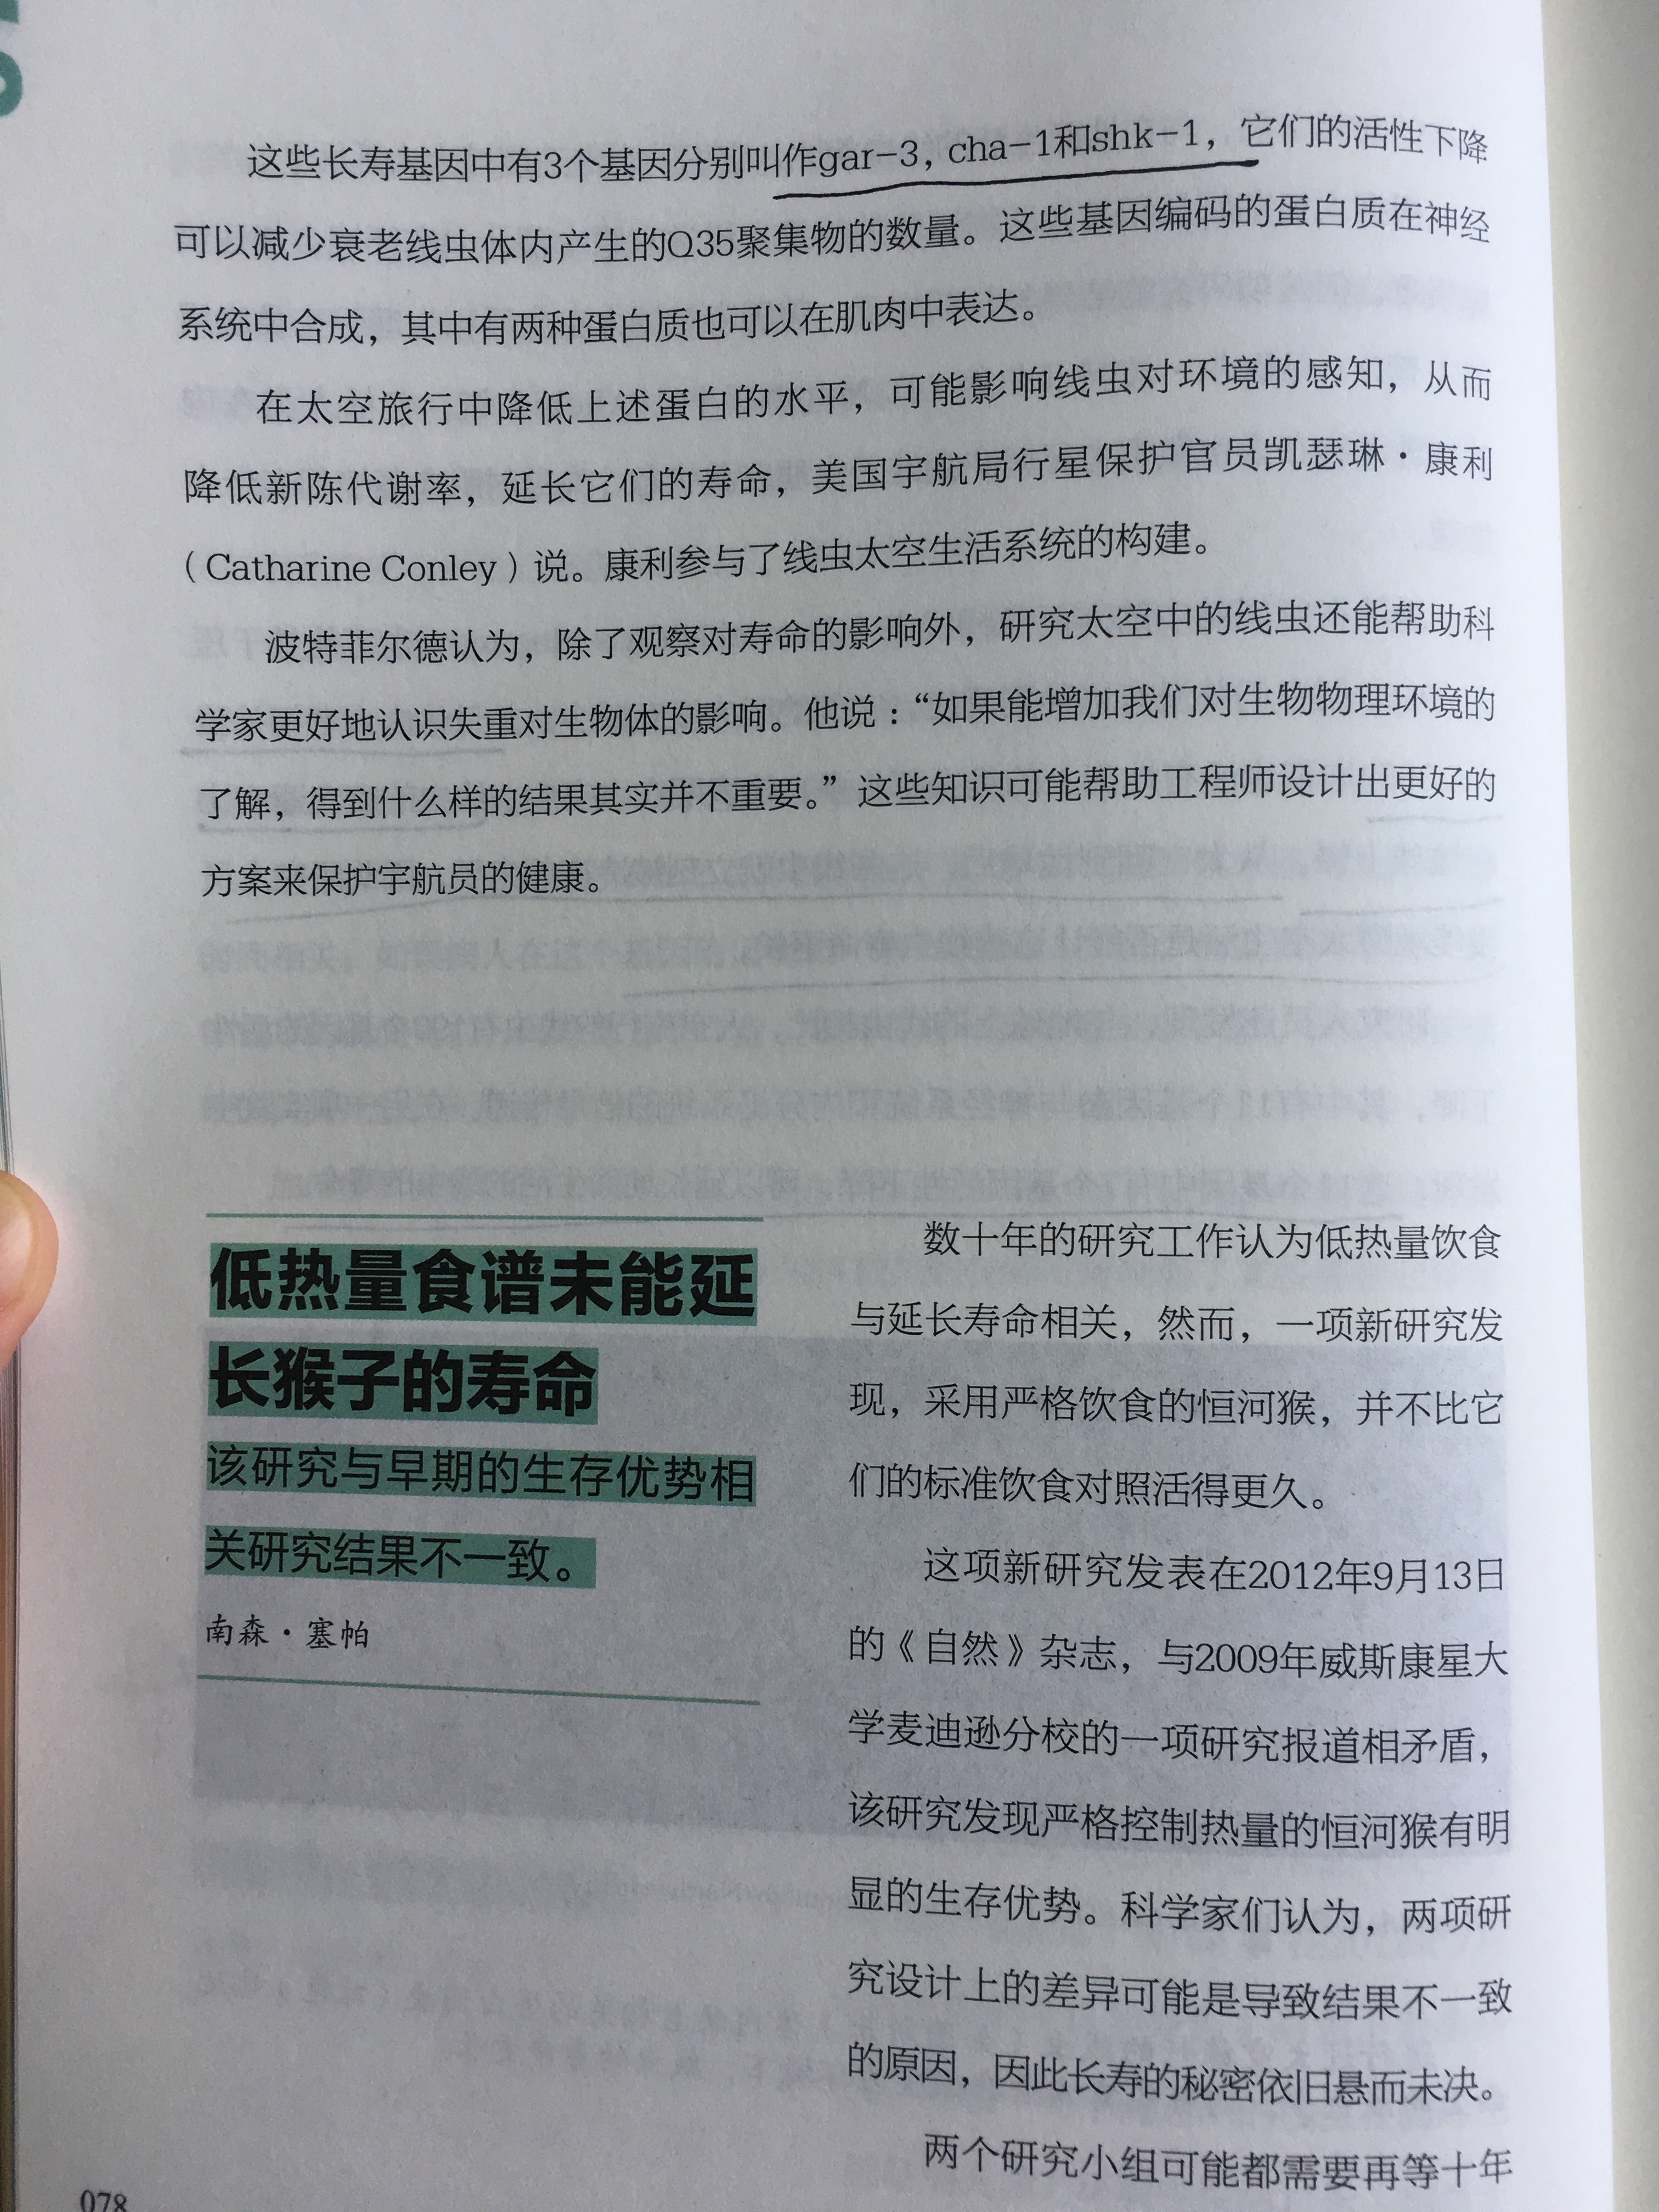 这些长寿基因中有3个基因分别叫作gar-3，cha-1和shk-1，它们的活性下降
可以减少衰老线虫体内产生的Q35聚集物的数量。这些基因编码的蛋白质在神经
系统中合成，其中有两种蛋白质也可以在肌肉中表达。
在太空旅行中降低上述蛋白的水平，可能影响线虫对环境的感知，从而
降低新陈代谢率，延长它们的寿命，美国宇航局行星保护官员凯瑟琳·康利
（Catharine Conley）说。康利参与了线虫太空生活系统的构建。
波特菲尔德认为，除了观察对寿命的影响外，研究太空中的线虫还能帮助科
学家更好地认识失重对生物体的影响。他说：“如果能增加我们对生物物理环境的
了解，得到什么样的结果其实并不重要。”这些知识可能帮助工程师设计出更好的
方案来保护宇航员的健康。
低热量食谱未能延
长猴子的寿命
该研究与早期的生存优势相
关研究结果不一致。
南森·塞帕
数十年的研究工作认为低热量饮食
与延长寿命相关，然而，一项新研究发
现，采用严格饮食的恒河猴，并不比它
们的标准饮食对照活得更久。
这项新研究发表在2012年9月13日
的《自然》杂志，与2009年威斯康星大
学麦迪逊分校的一项研究报道相矛盾，
该研究发现严格控制热量的恒河猴有明
显的生存优势。科学家们认为，两项研
究设计上的差异可能是导致结果不一致
的原因，因此长寿的秘密依旧悬而未决。
两个研究小组可能都需要再等十年
078